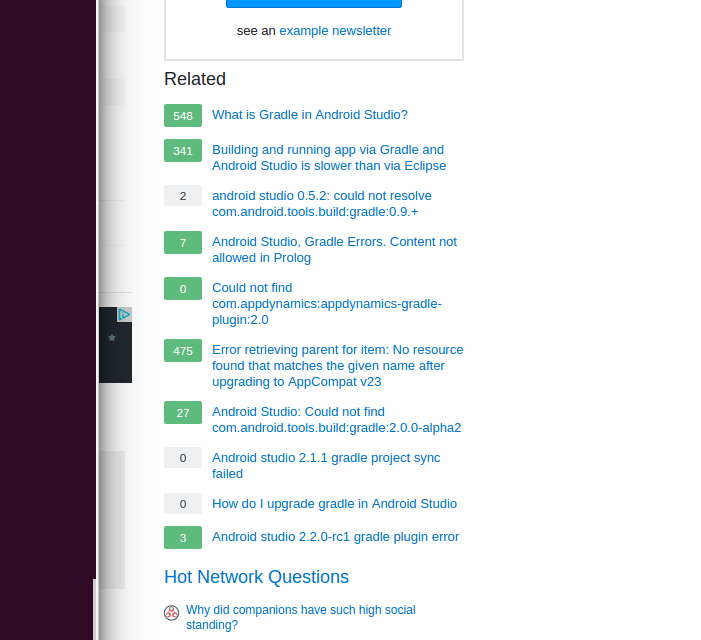 see an example newsletter
Related
548 What is Gradle in Android Studio?
341 Building and running app via Gradle and
Android Studio is slower than via Eclipse
2 android studio 0.5.2: could not resolve
com.android.tools.build:gradle:0.9.+
7 Android Studio, Gradle Errors. Content not
allowed in Prolog
0 Could not find
com.appdynamics:appdynamics-gradle-
plugin:2.0
475 Error retrieving parent for item: No resource
found that matches the given name after
upgrading to AppCompat v23
27 Android Studio: Could not find
com.android.tools.build:gradle:2.0.0-alpha2
0 Android studio 2.1.1 gradle project sync
failed
0 How do I upgrade gradle in Android Studio
3 Android studio 2.2.0-rc1 gradle plugin error
Hot Network Questions
Why did companions have such high social
standing?